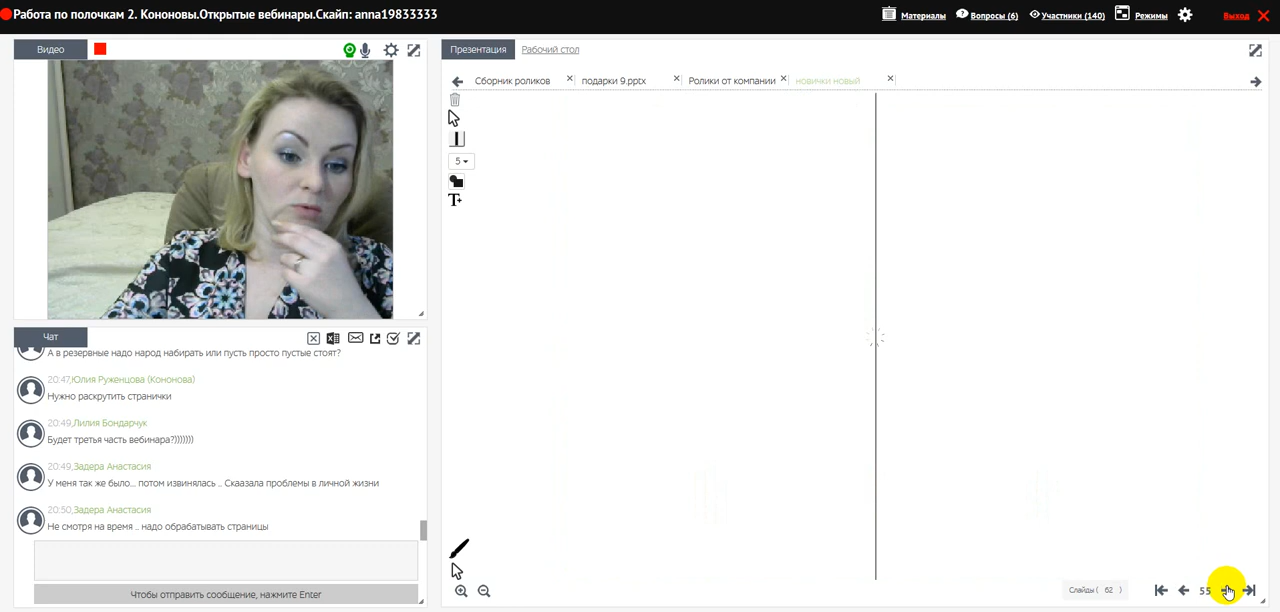 Работа по полочкам 2. Кононовы.Открытые вебинары.Скайп: anna19833333
Материалы
Вопросы (6)
Участники (140)
Режимы
Выход
Видео
Презентация
Рабочий стол
Сборник роликов
подарки 9.pptx
Ролики от компании
новички новый
5
T+
Чат
А в резервные надо народ набирать или пусть просто пустые стоят?
20:47,Юлия Руженцова (Кононова)
Нужно раскрутить странички
20:49,Лилия Бондарчук
Будет третья часть вебинара?)))))))
20:49,Задера Анастасия
У меня так же было... потом извинялась .. Скаазала проблемы в личной жизни
20:50,Задера Анастасия
Не смотря на время .. надо обрабатывать страницы
Чтобы отправить сообщение, нажмите Enter
Слайды ( 62 )
55